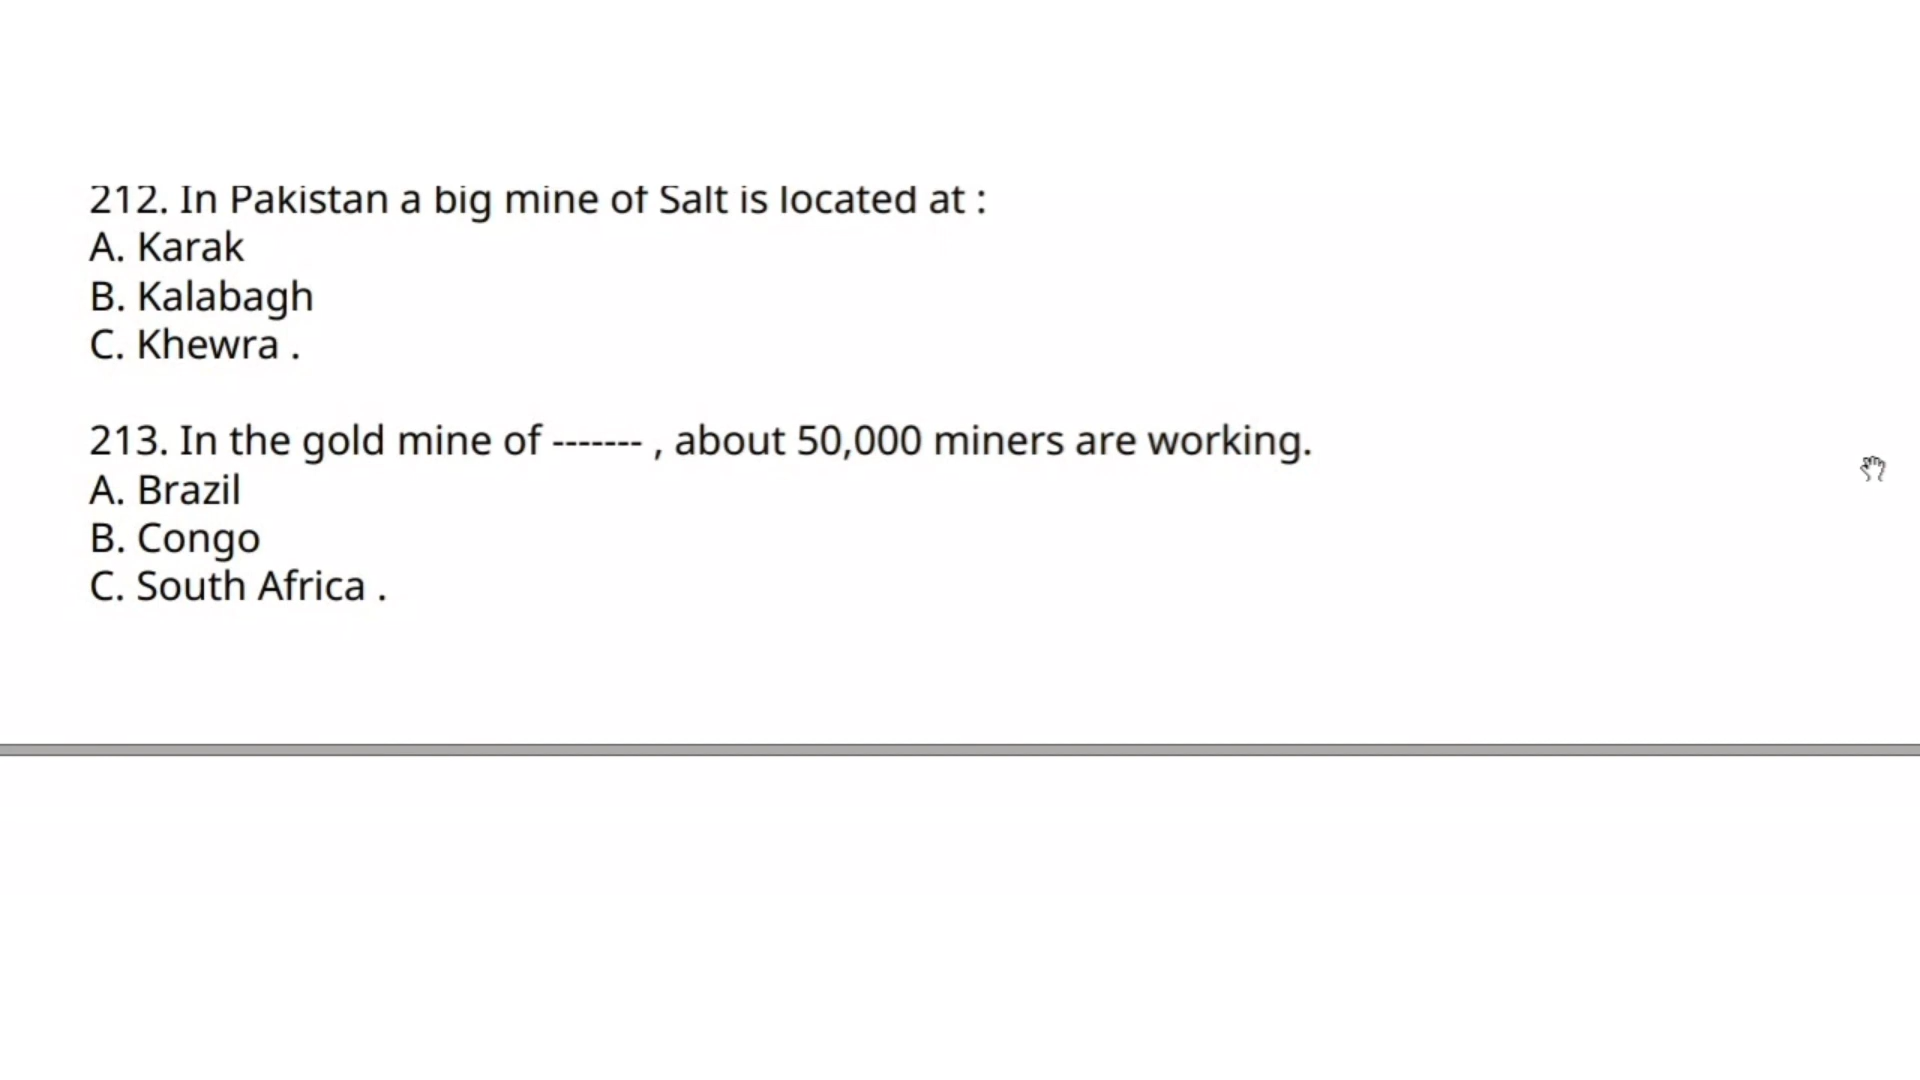 212. In Pakistan a big mine of Salt is located at :
A. Karak
B. Kalabagh
C. Khewra .
213. In the gold mine of ------- , about 50,000 miners are working.
A. Brazil
B. Congo
C. South Africa .